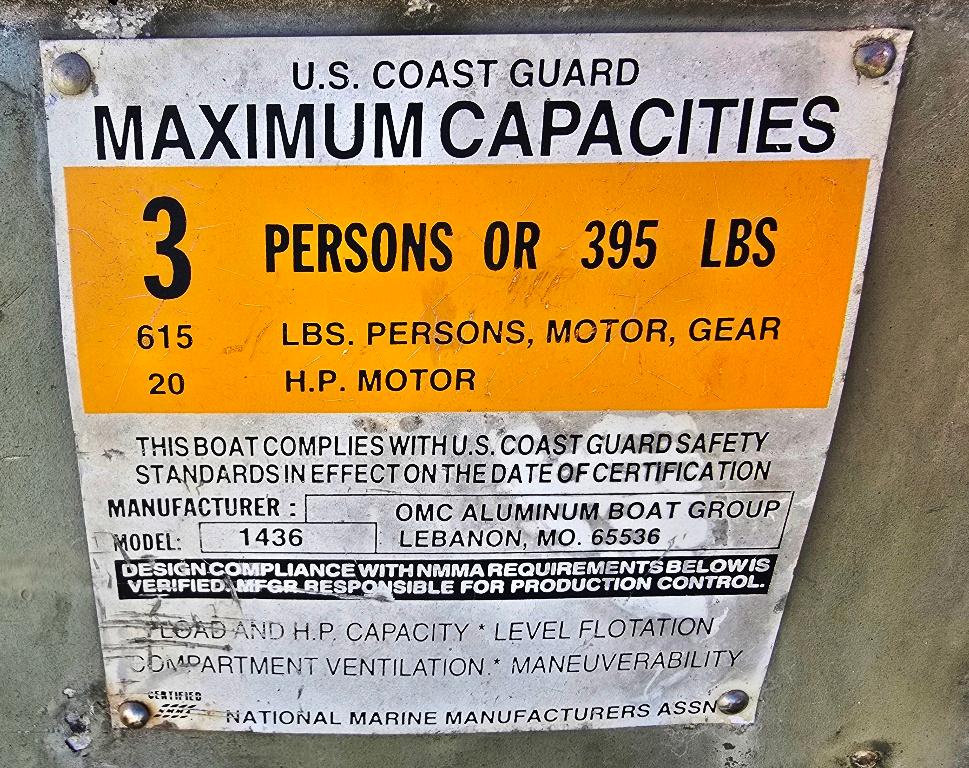 U.S. COAST GUARD
MAXIMUM CAPACITIES
3 PERSONS OR 395 LBS
615 LBS. PERSONS, MOTOR, GEAR
20 H.P. MOTOR
THIS BOAT COMPLIES WITH U.S. COAST GUARD SAFETY
STANDARDS IN EFFECT ON THE DATE OF CERTIFICATION
MANUFACTURER : OMC ALUMINUM BOAT GROUP
MODEL: 1436 LEBANON, MO. 65536
DESIGN COMPLIANCE WITH NMMA REQUIREMENTS BELOW IS
VERIFIED. MFGR. RESPONSIBLE FOR PRODUCTION CONTROL.
* LOAD AND H.P. CAPACITY * LEVEL FLOTATION
COMPARTMENT VENTILATION * MANEUVERABILITY
CERTIFIED
NMMA
NATIONAL MARINE MANUFACTURERS ASSN